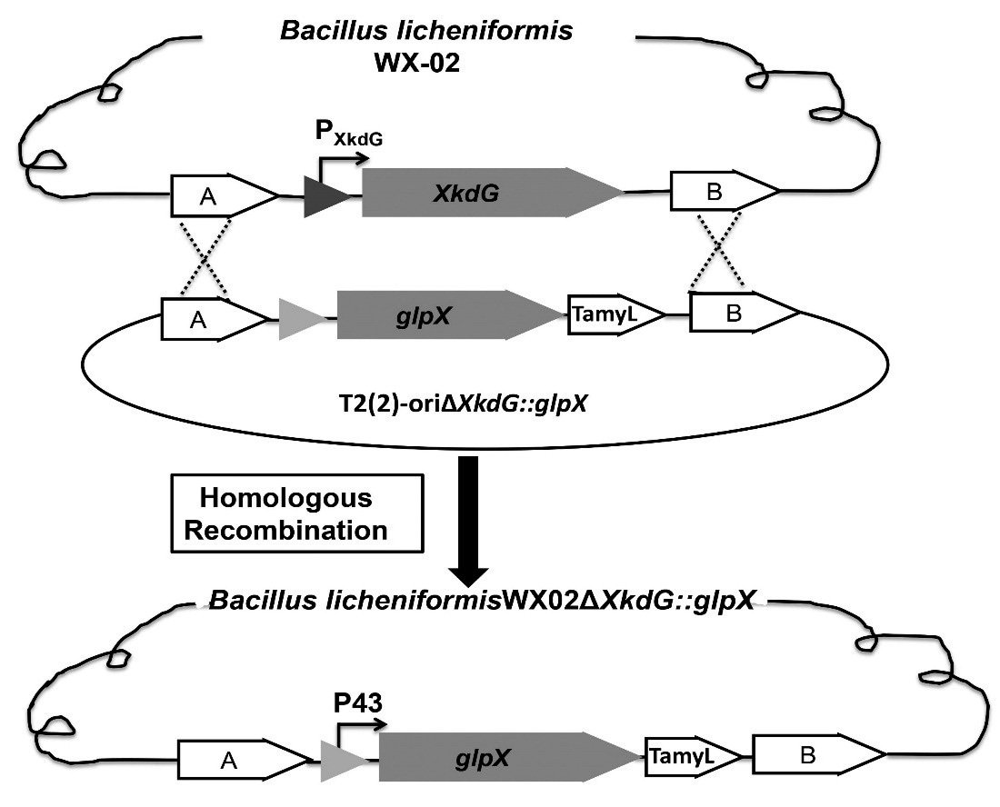 Bacillus licheniformis
WX-02
PXkdG
A
XkdG
B
A
glpX
TamyL
B
T2(2)-oriΔXkdG::glpX
Homologous
Recombination
Bacillus licheniformisWX02ΔXkdG::glpX
P43
A
glpX
TamyL
B